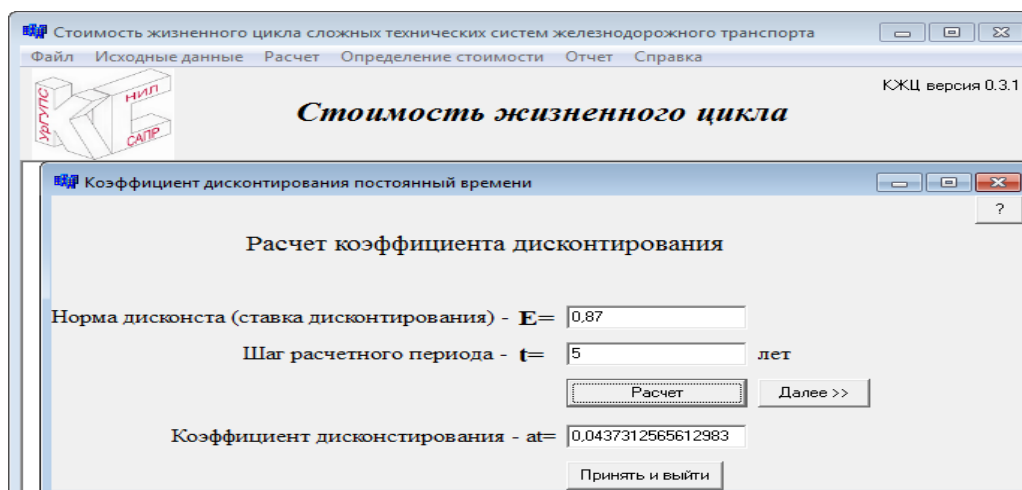 Стоимость жизненного цикла сложных технических систем железнодорожного транспорта
Файл Исходные данные Расчет Определение стоимости Отчет Справка
УрГУПС
НИЛ
САПР
КЖЦ версия 0.3.1
Стоимость жизненного цикла
Коэффициент дисконтирования постоянный времени
?
Расчет коэффициента дисконтирования
Норма дисконста (ставка дисконтирования) - E= 0,87
Шаг расчетного периода - t= 5 лет
Расчет Далее >>
Коэффициент дисконстирования - at= 0,0437312565612983
Принять и выйти